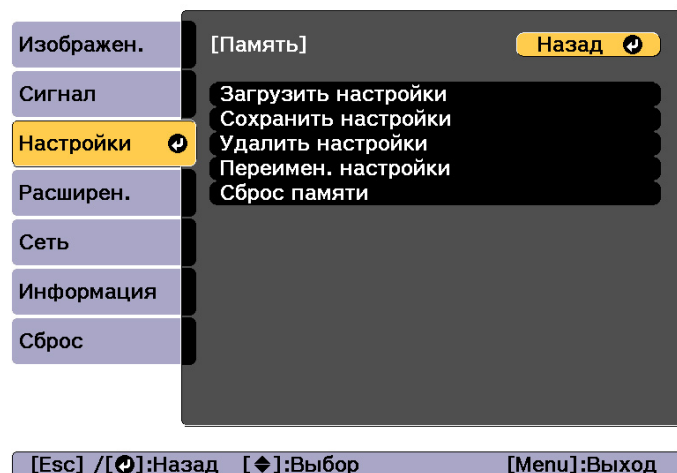 Изображен.
Сигнал
Настройки
Расширен.
Сеть
Информация
Сброс
[Память] Назад
Загрузить настройки
Сохранить настройки
Удалить настройки
Переимен. настройки
Сброс памяти
[Esc] /[⏎]:Назад [◆]:Выбор [Menu]:Выход